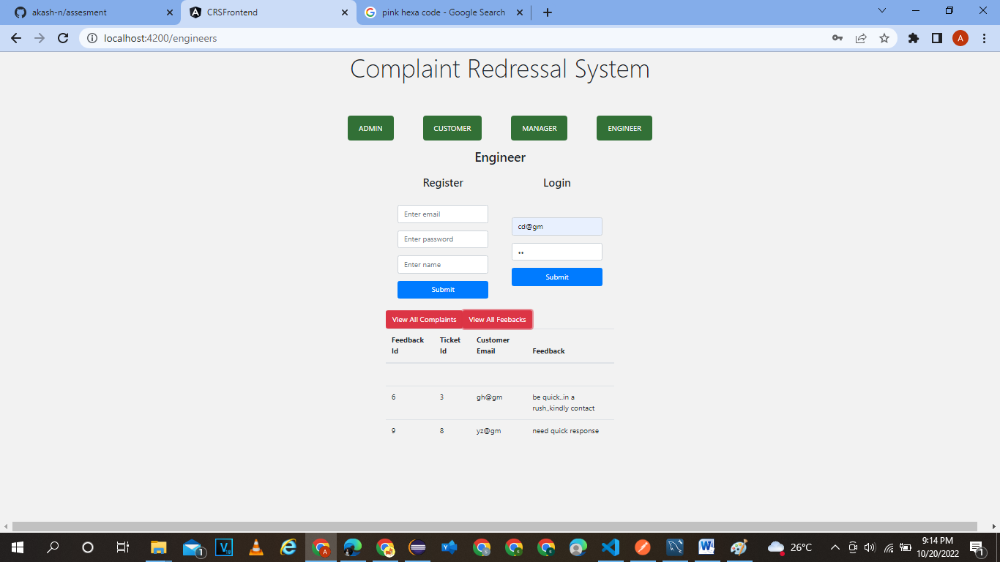 akash-n/assesment
CRSFrontend
pink hexa code - Google Search
localhost:4200/engineers
A
Complaint Redressal System
ADMIN
CUSTOMER
MANAGER
ENGINEER
Engineer
Register
Login
Enter email
cd@gm
Enter password
Enter name
Submit
Submit
View All Complaints
View All Feebacks
Feedback Id
Ticket Id
Customer Email
Feedback
6
3
gh@gm
be quick..in a
rush,,kindly contact
9
8
yz@gm
need quick response
26°C
9:14 PM
10/20/2022
1
1